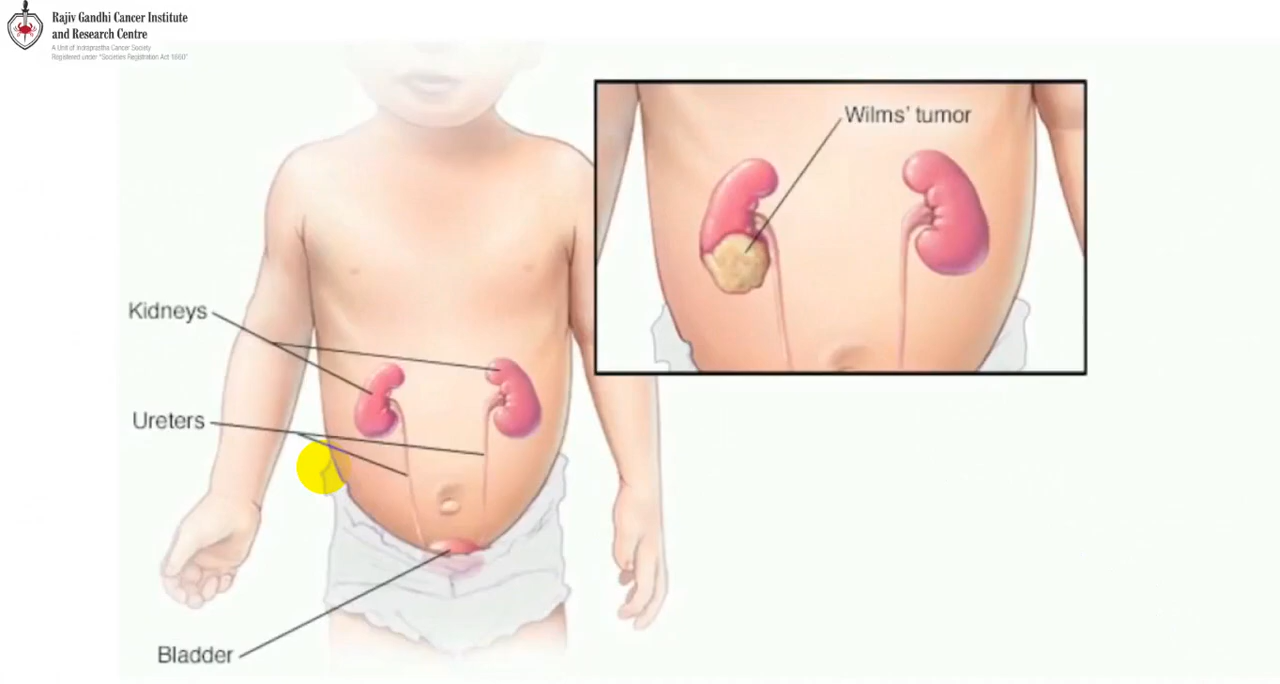 Rajiv Gandhi Cancer Institute
and Research Centre
A Unit of Indraprastha Cancer Society
Registered under "Societies Registration Act 1860"
Wilms' tumor
Kidneys
Ureters
Bladder